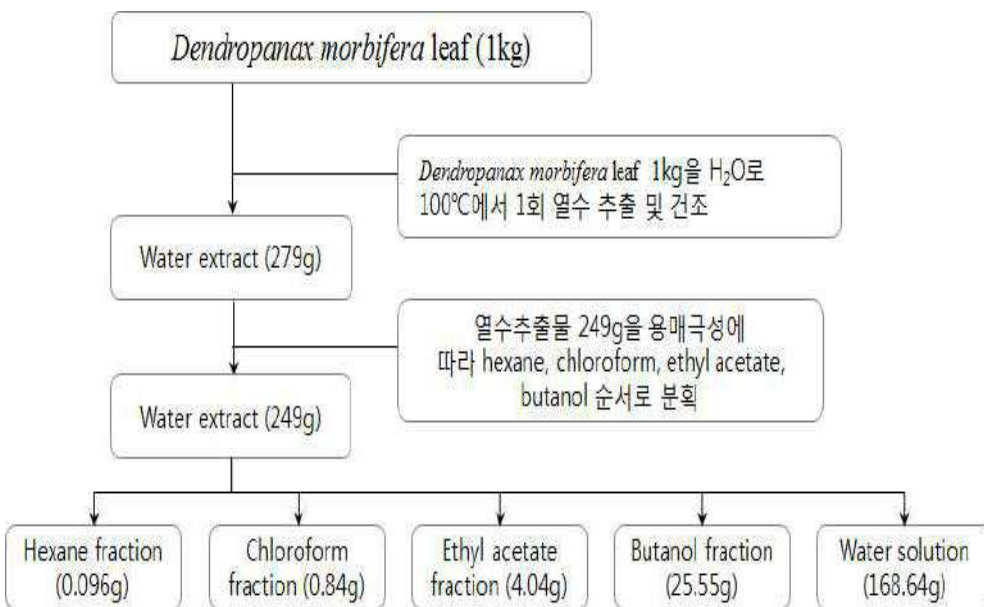 Dendropanax morbifera leaf (1kg)
Dendropanax morbifera leaf 1kg을 H₂O로
100℃에서 1회 열수 추출 및 건조
Water extract (279g)
열수추출물 249g을 용매극성에
따라 hexane, chloroform, ethyl acetate,
butanol 순서로 분획
Water extract (249g)
Hexane fraction
(0.096g)
Chloroform
fraction (0.84g)
Ethyl acetate
fraction (4.04g)
Butanol fraction
(25.55g)
Water solution
(168.64g)